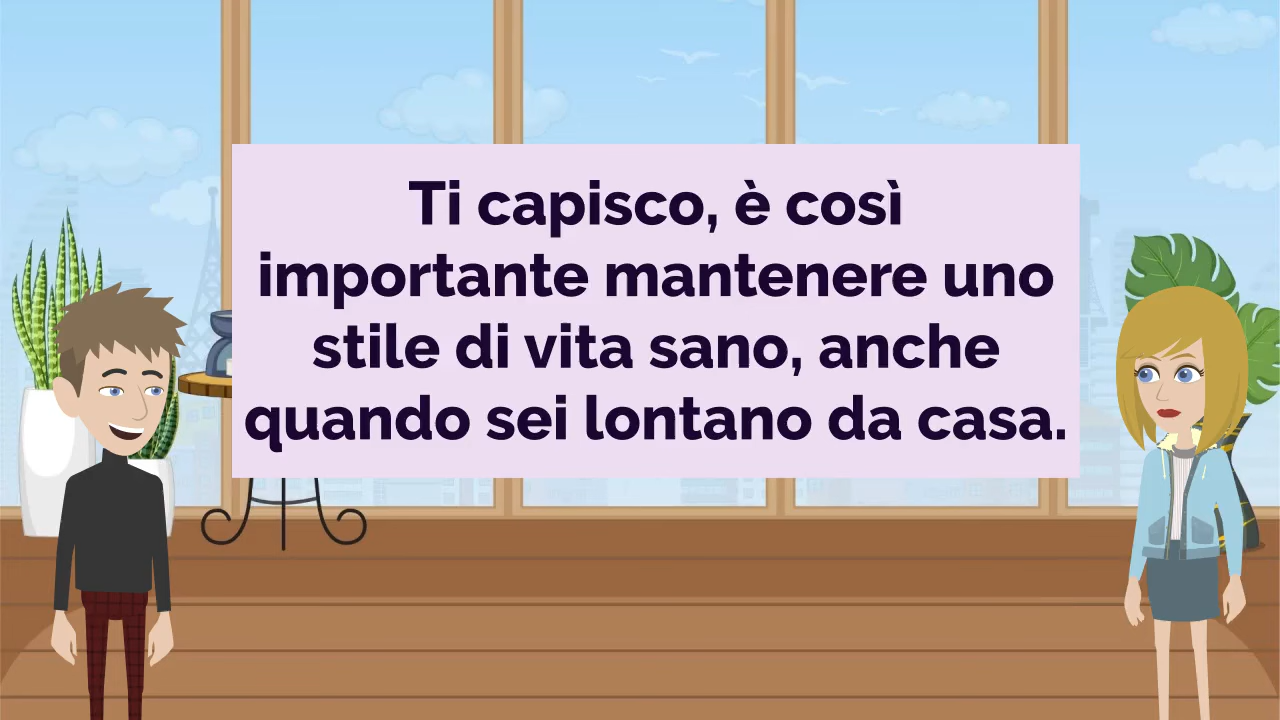 Ti capisco, è così
importante mantenere uno
stile di vita sano, anche
quando sei lontano da casa.